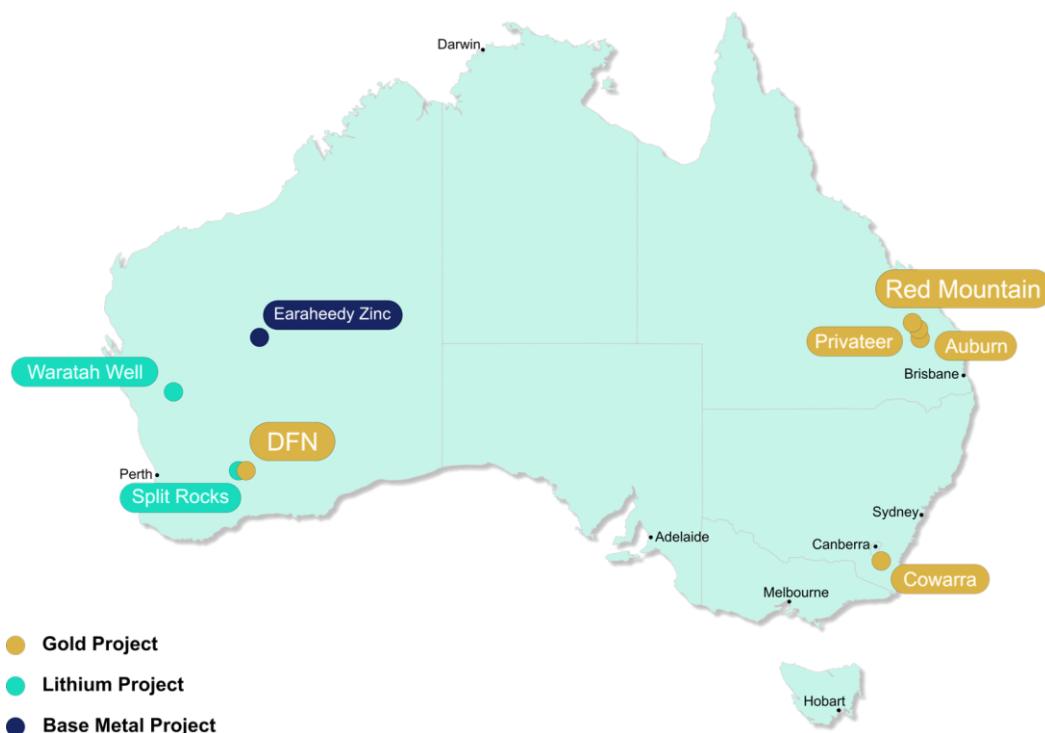 Darwin
Red Mountain
Earaheedy Zinc
Privateer
Auburn
Waratah Well
Brisbane
DFN
Perth
Split Rocks
Sydney
Adelaide
Canberra
Cowarra
Melbourne
Gold Project
Lithium Project
Hobart
Base Metal Project